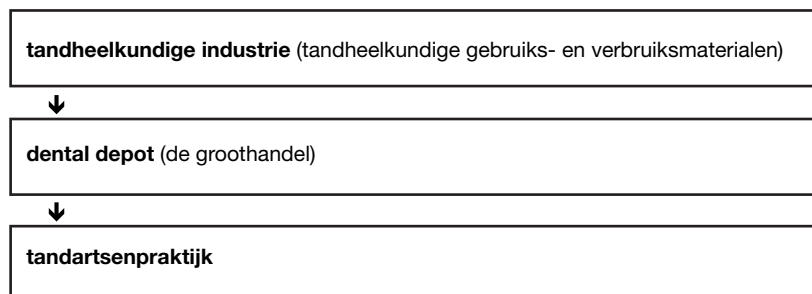 tandheelkundige industrie (tandheelkundige gebruiks- en verbruiksmaterialen)
dental depot (de groothandel)
tandartsenpraktijk